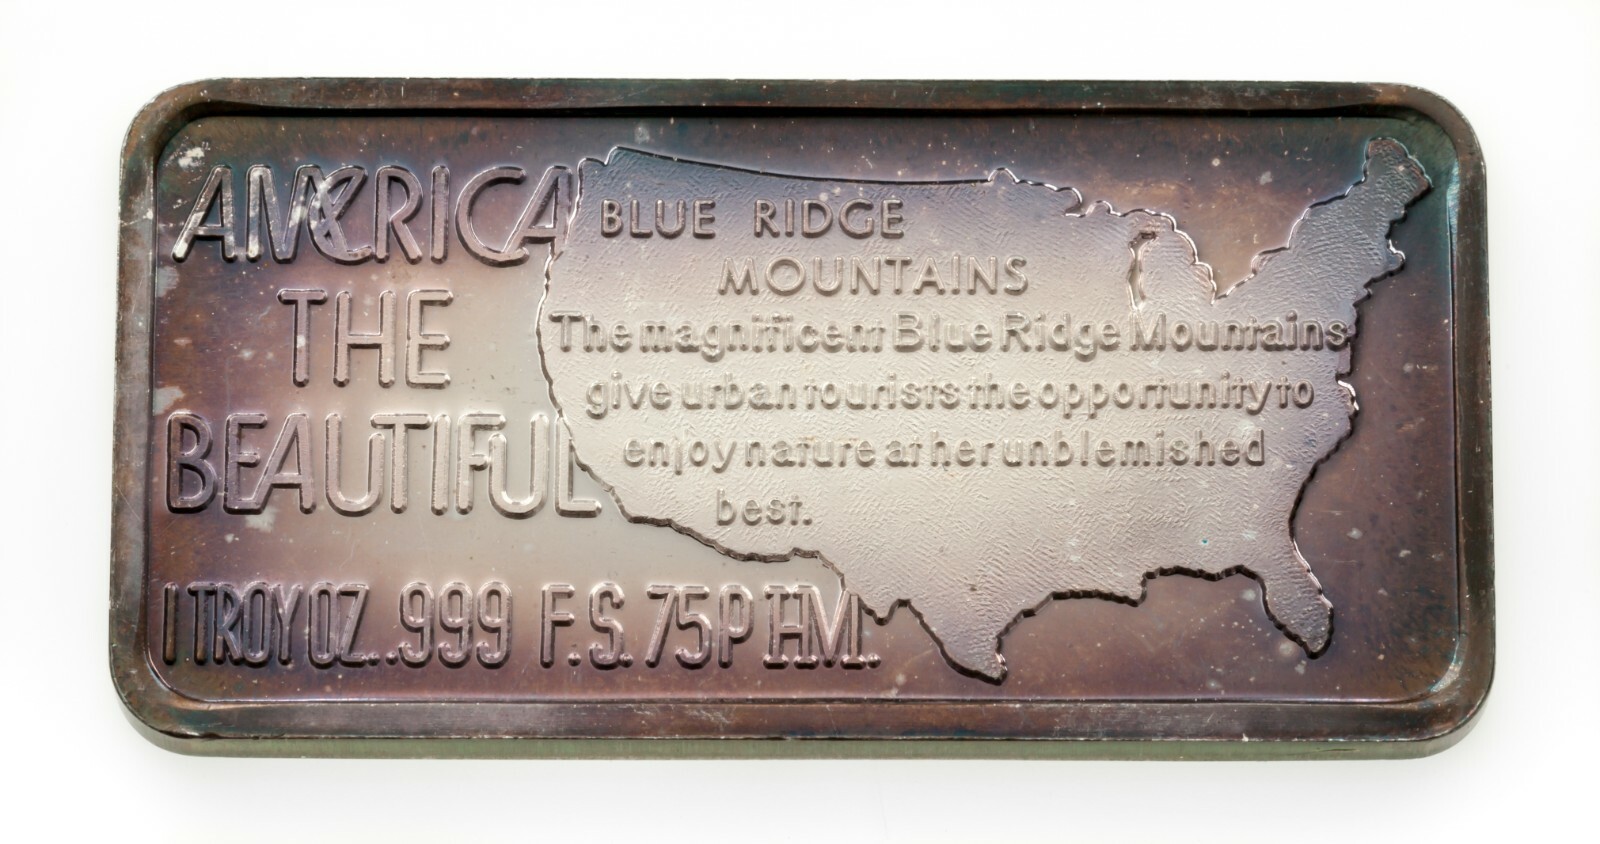 AMERICA
THE
BEAUTIFUL
1 TROY OZ. .999 F.S. 75P HM.
BLUE RIDGE
MOUNTAINS
The magnificent Blue Ridge Mountains
give urban tourists the opportunity to
enjoy nature at her unblemished
best.